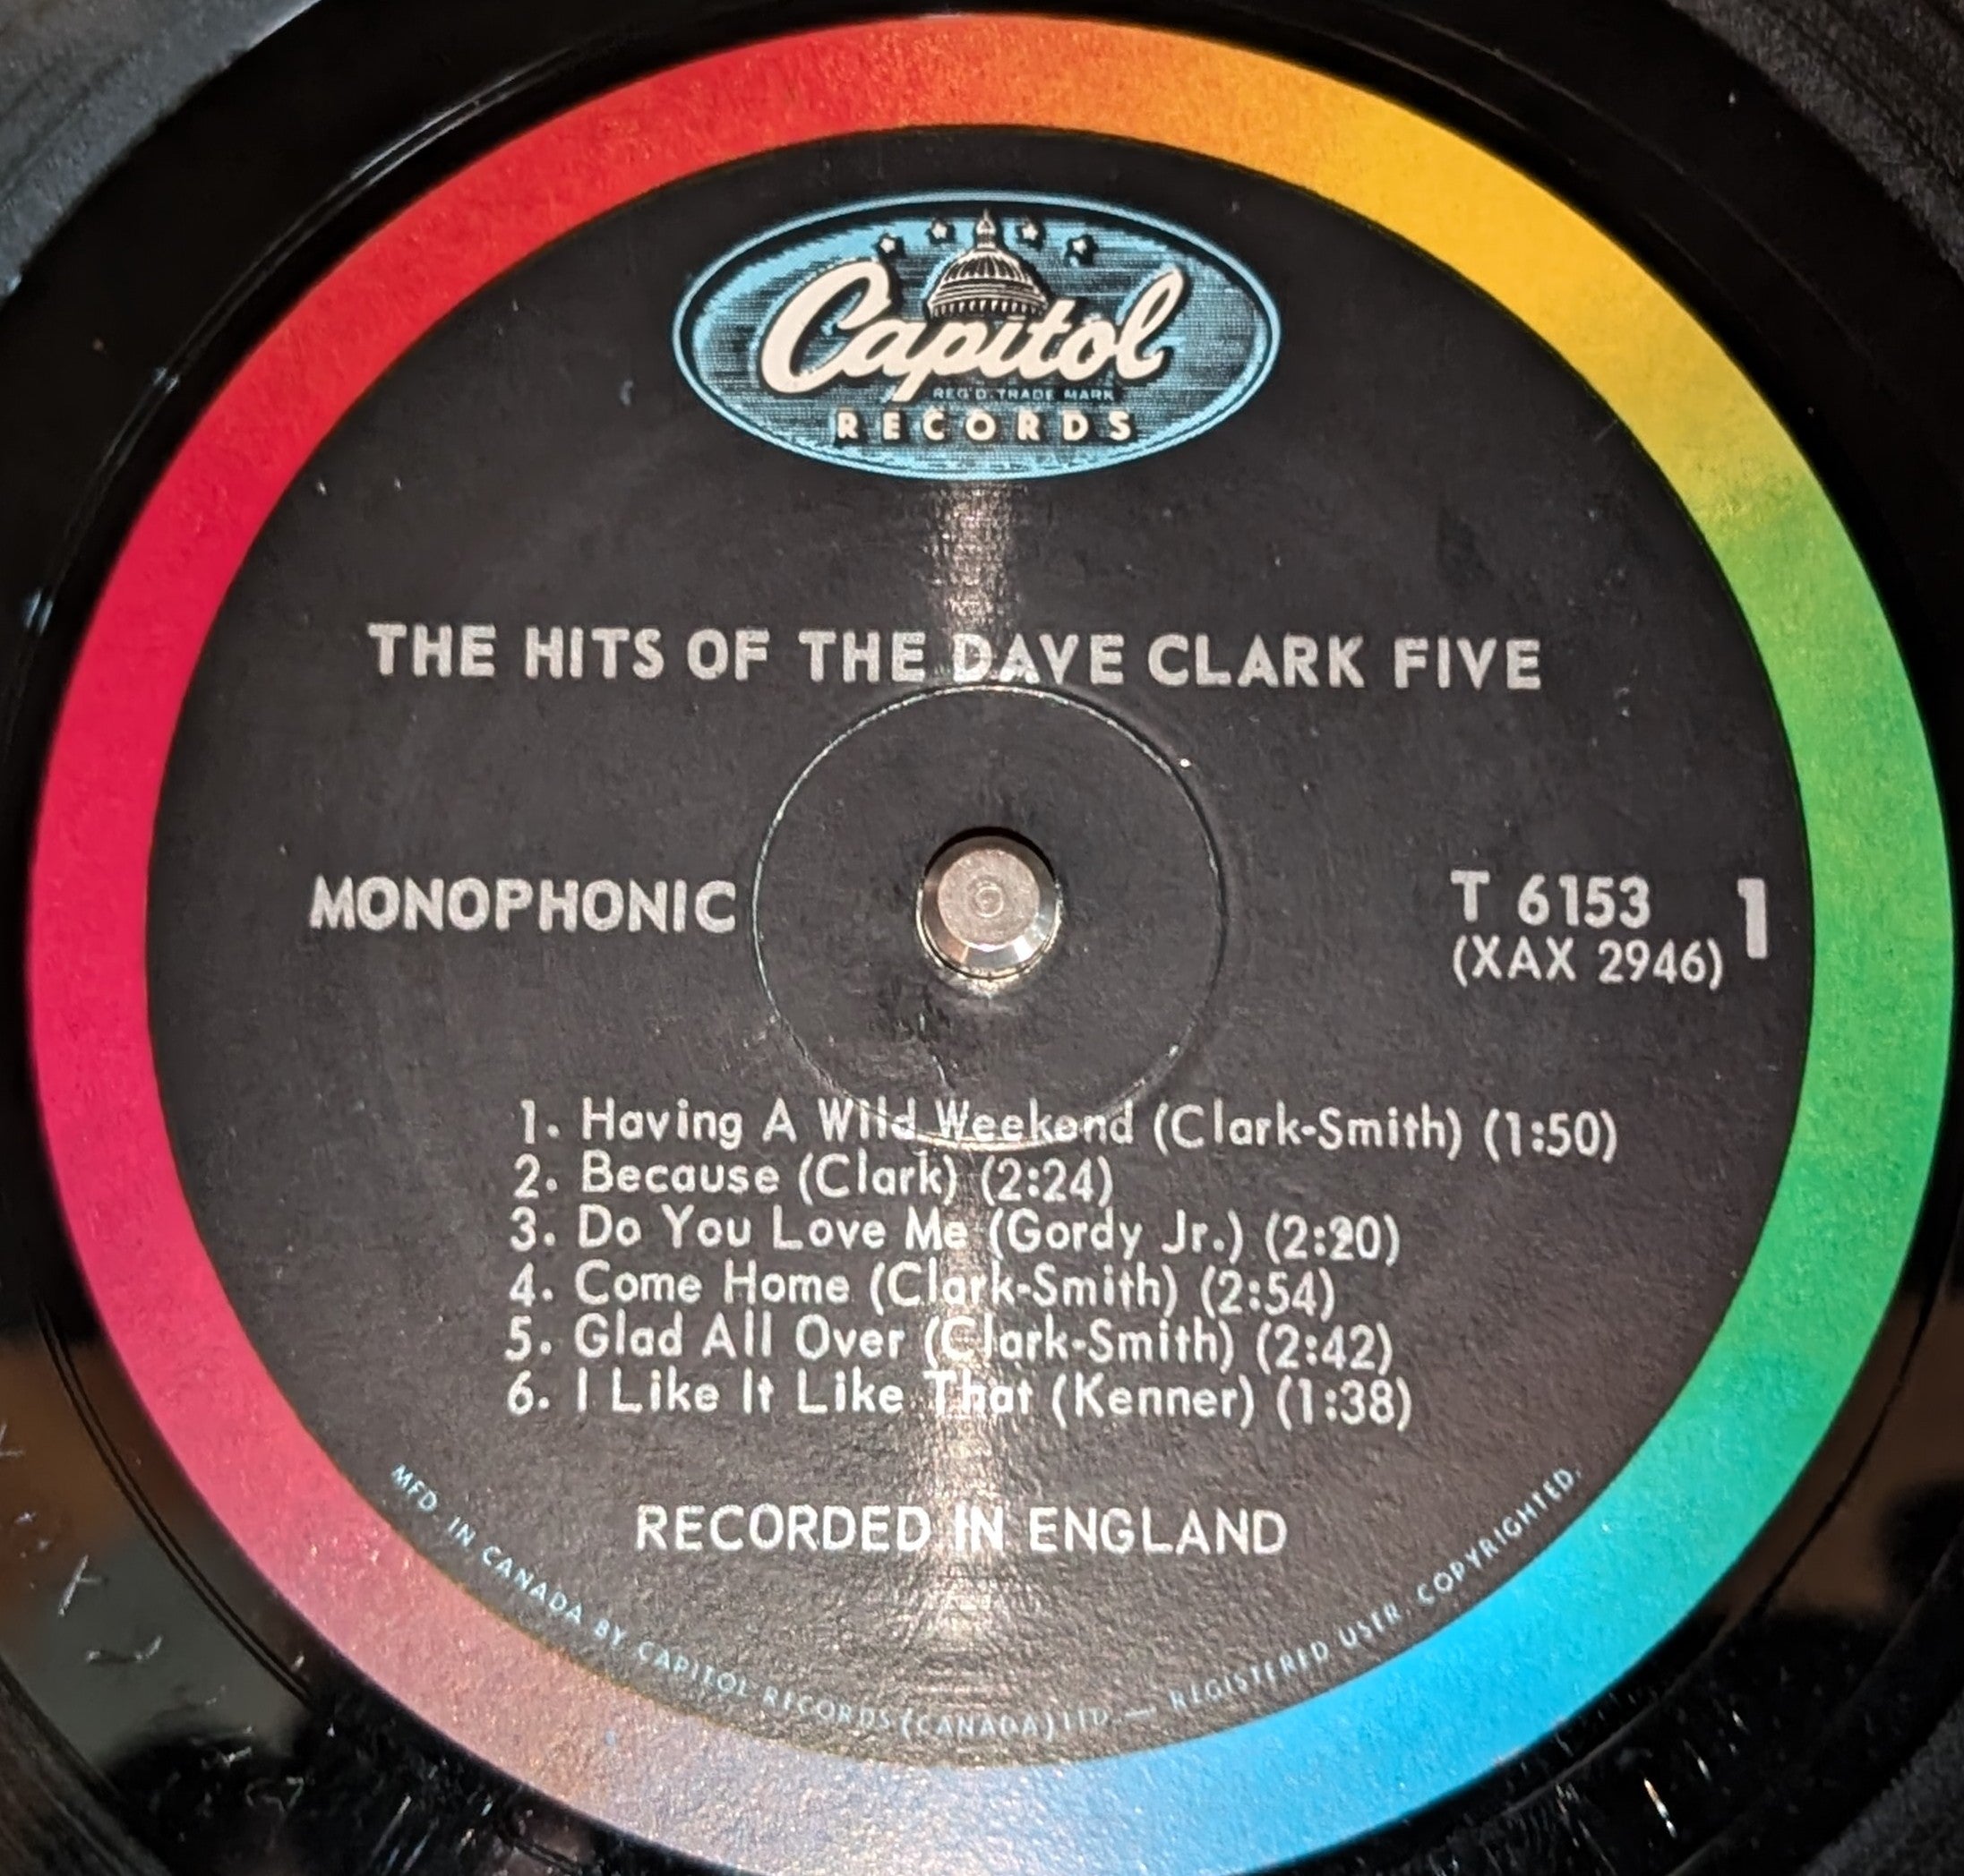 Capitol
REG'D. TRADE MARK
RECORDS
THE HITS OF THE DAVE CLARK FIVE
MONOPHONIC
T 6153
(XAX 2946)
1
1. Having A Wild Weekend (Clark-Smith) (1:50)
2. Because (Clark) (2:24)
3. Do You Love Me (Gordy Jr.) (2:20)
4. Come Home (Clark-Smith) (2:54)
5. Glad All Over (Clark-Smith) (2:42)
6. I Like It Like That (Kenner) (1:38)
RECORDED IN ENGLAND
MFD. IN CANADA BY CAPITOL RECORDS (CANADA) LTD. — REGISTERED USER. COPYRIGHTED.